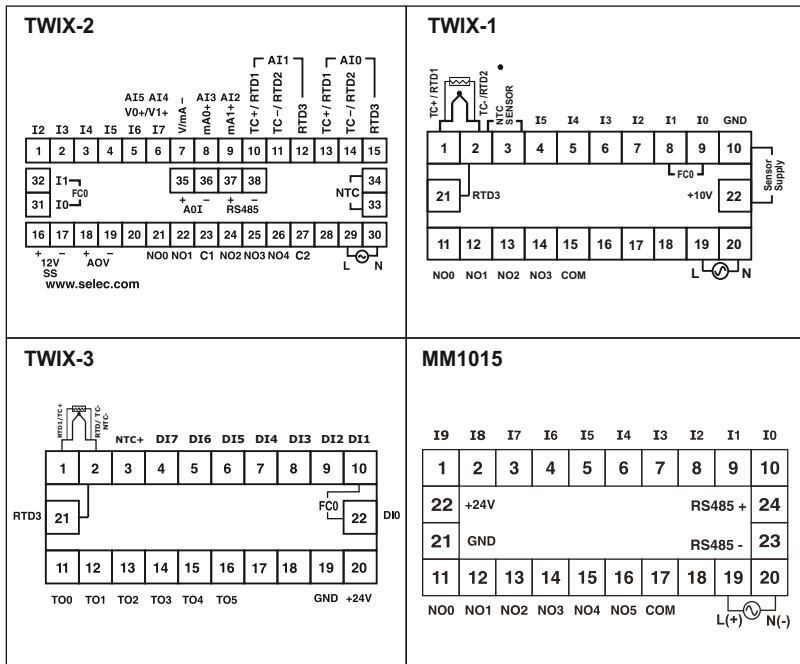 TWIX-2
AI1 AI0
AI5 AI4 AI3 AI2
V0+/V1+ V/mA – mA0+ mA1+ TC+ / RTD1 TC – / RTD2 RTD3 TC+ / RTD1 TC – / RTD2 RTD3
I2 I3 I4 I5 I6 I7
1 2 3 4 5 6 7 8 9 10 11 12 13 14 15
32 I1 35 36 37 38 34
FC0 NTC
31 I0 + – + – 33
A0I RS485
16 17 18 19 20 21 22 23 24 25 26 27 28 29 30
+ – + – NO0 NO1 C1 NO2 NO3 NO4 C2 L N
12V AOV
SS
www.selec.com
TWIX-1
TC+ / RTD1 TC- /RTD2 NTC SENSOR I5 I4 I3 I2 I1 I0 GND
1 2 3 4 5 6 7 8 9 10
FC0
21 RTD3 +10V 22
Sensor Supply
11 12 13 14 15 16 17 18 19 20
NO0 NO1 NO2 NO3 COM L N
TWIX-3
RTD1/TC+ RTD/ TC- NTC- NTC+ DI7 DI6 DI5 DI4 DI3 DI2 DI1
1 2 3 4 5 6 7 8 9 10
RTD3 21 FC0 22 DI0
11 12 13 14 15 16 17 18 19 20
TO0 TO1 TO2 TO3 TO4 TO5 GND +24V
MM1015
I9 I8 I7 I6 I5 I4 I3 I2 I1 I0
1 2 3 4 5 6 7 8 9 10
22 +24V RS485 + 24
21 GND RS485 - 23
11 12 13 14 15 16 17 18 19 20
NO0 NO1 NO2 NO3 NO4 NO5 COM L(+) N(-)